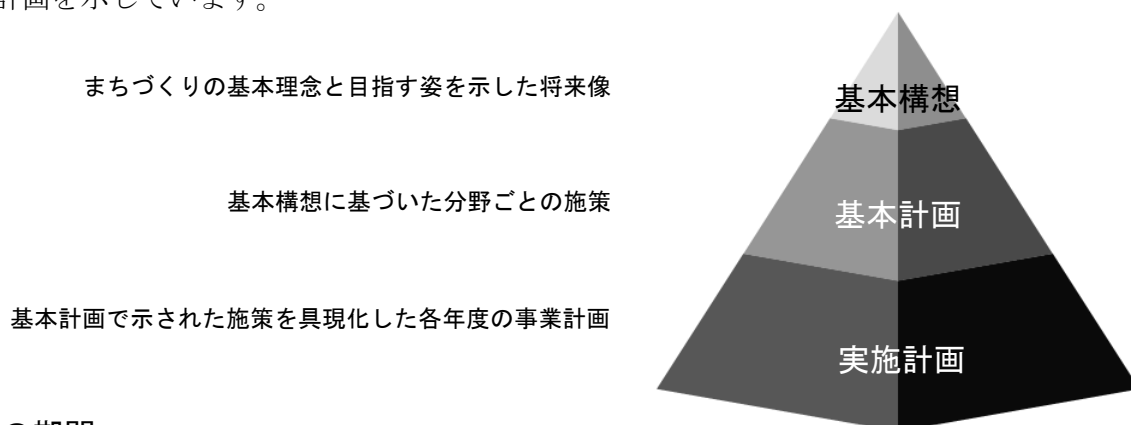 計画を示しています。
まちづくりの基本理念と目指す姿を示した将来像
基本構想
基本構想に基づいた分野ごとの施策
基本計画
基本計画で示された施策を具現化した各年度の事業計画
実施計画
の期間